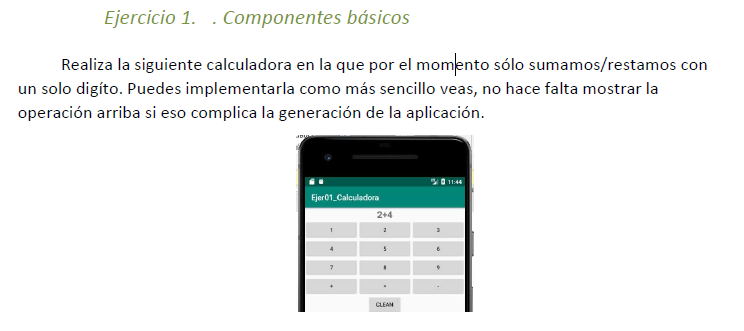 Ejercicio 1. . Componentes básicos
Realiza la siguiente calculadora en la que por el momento sólo sumamos/restamos con
un solo digíto. Puedes implementarla como más sencillo veas, no hace falta mostrar la
operación arriba si eso complica la generación de la aplicación.
11:44
Ejer01_Calculadora
2+4
1 2 3
4 5 6
7 8 9
+ = -
CLEAN